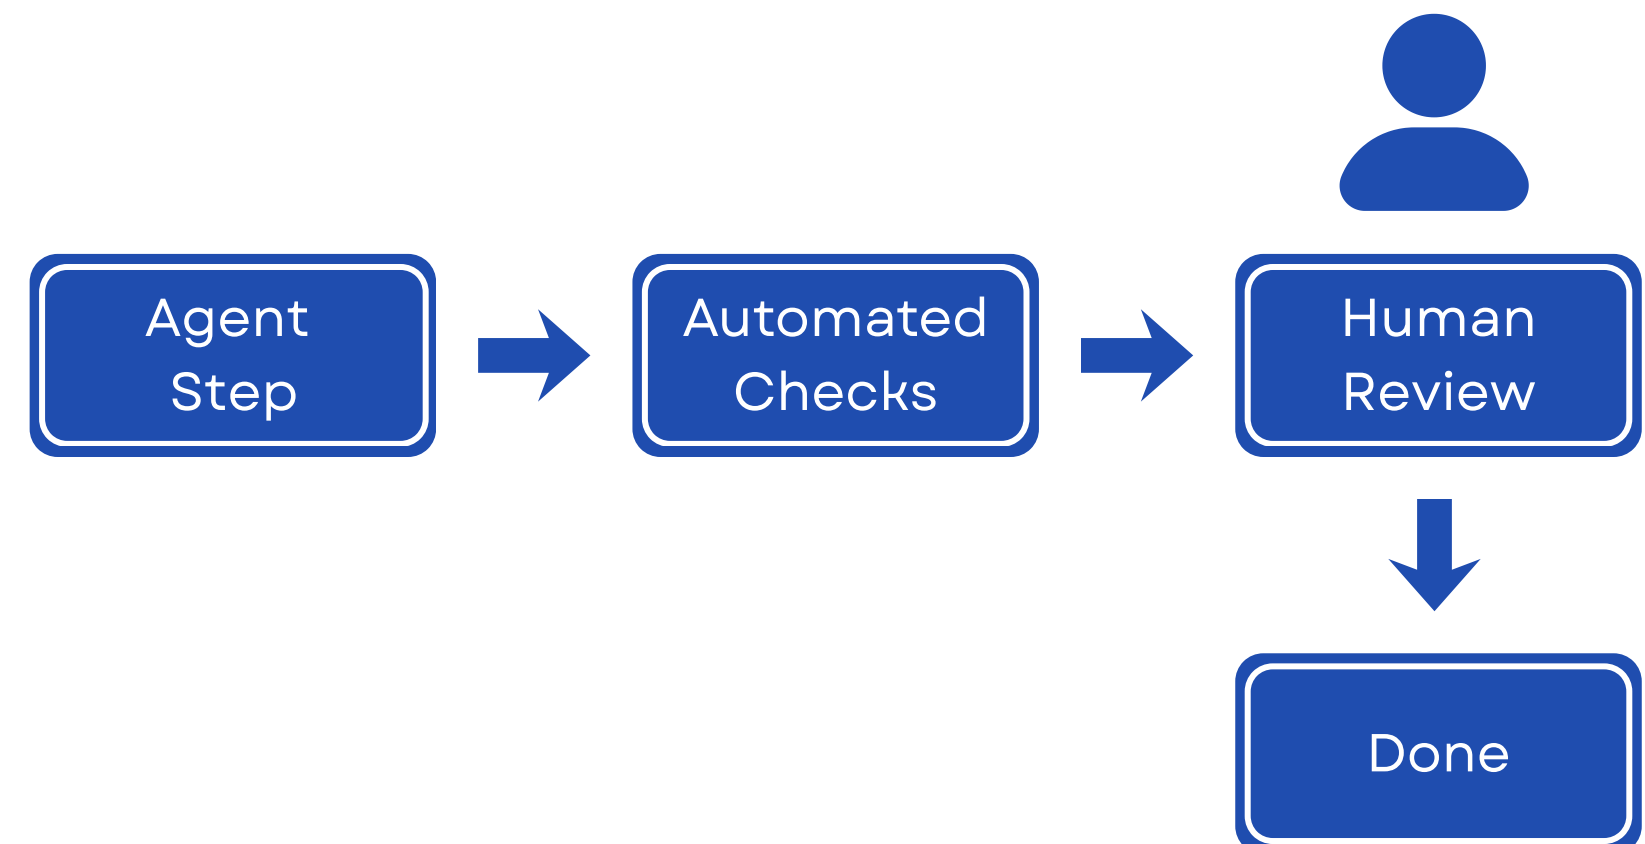 Agent
Step
Automated
Checks
Human
Review
Done